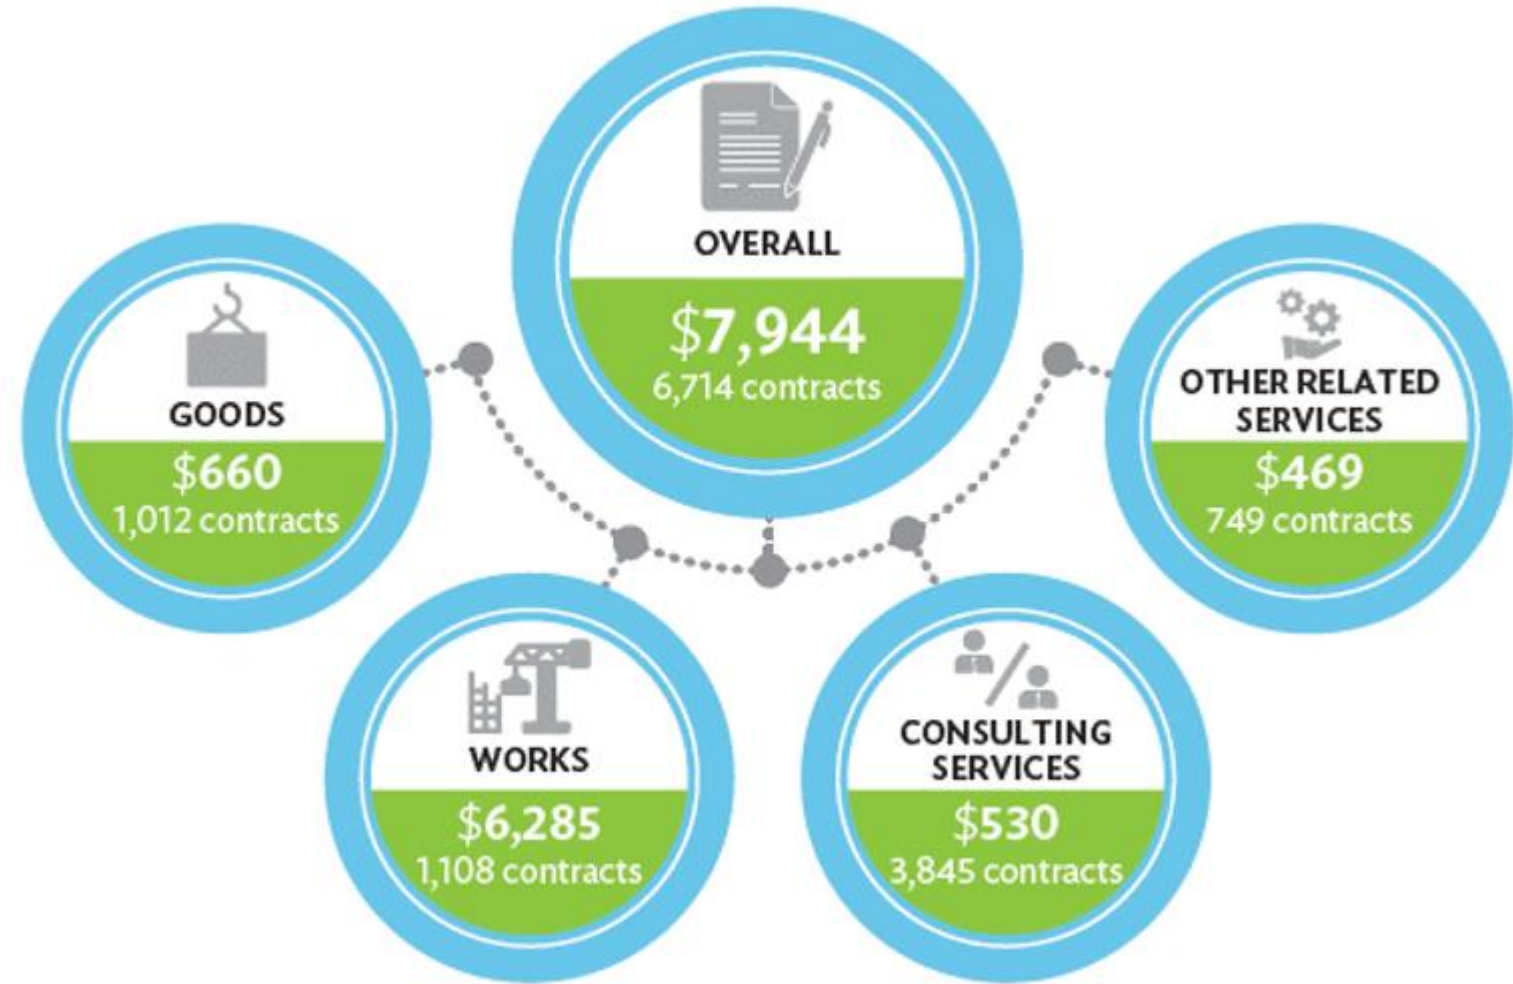 OVERALL
$7,944
6,714 contracts
GOODS
$660
1,012 contracts
OTHER RELATED
SERVICES
$469
749 contracts
WORKS
$6,285
1,108 contracts
CONSULTING
SERVICES
$530
3,845 contracts